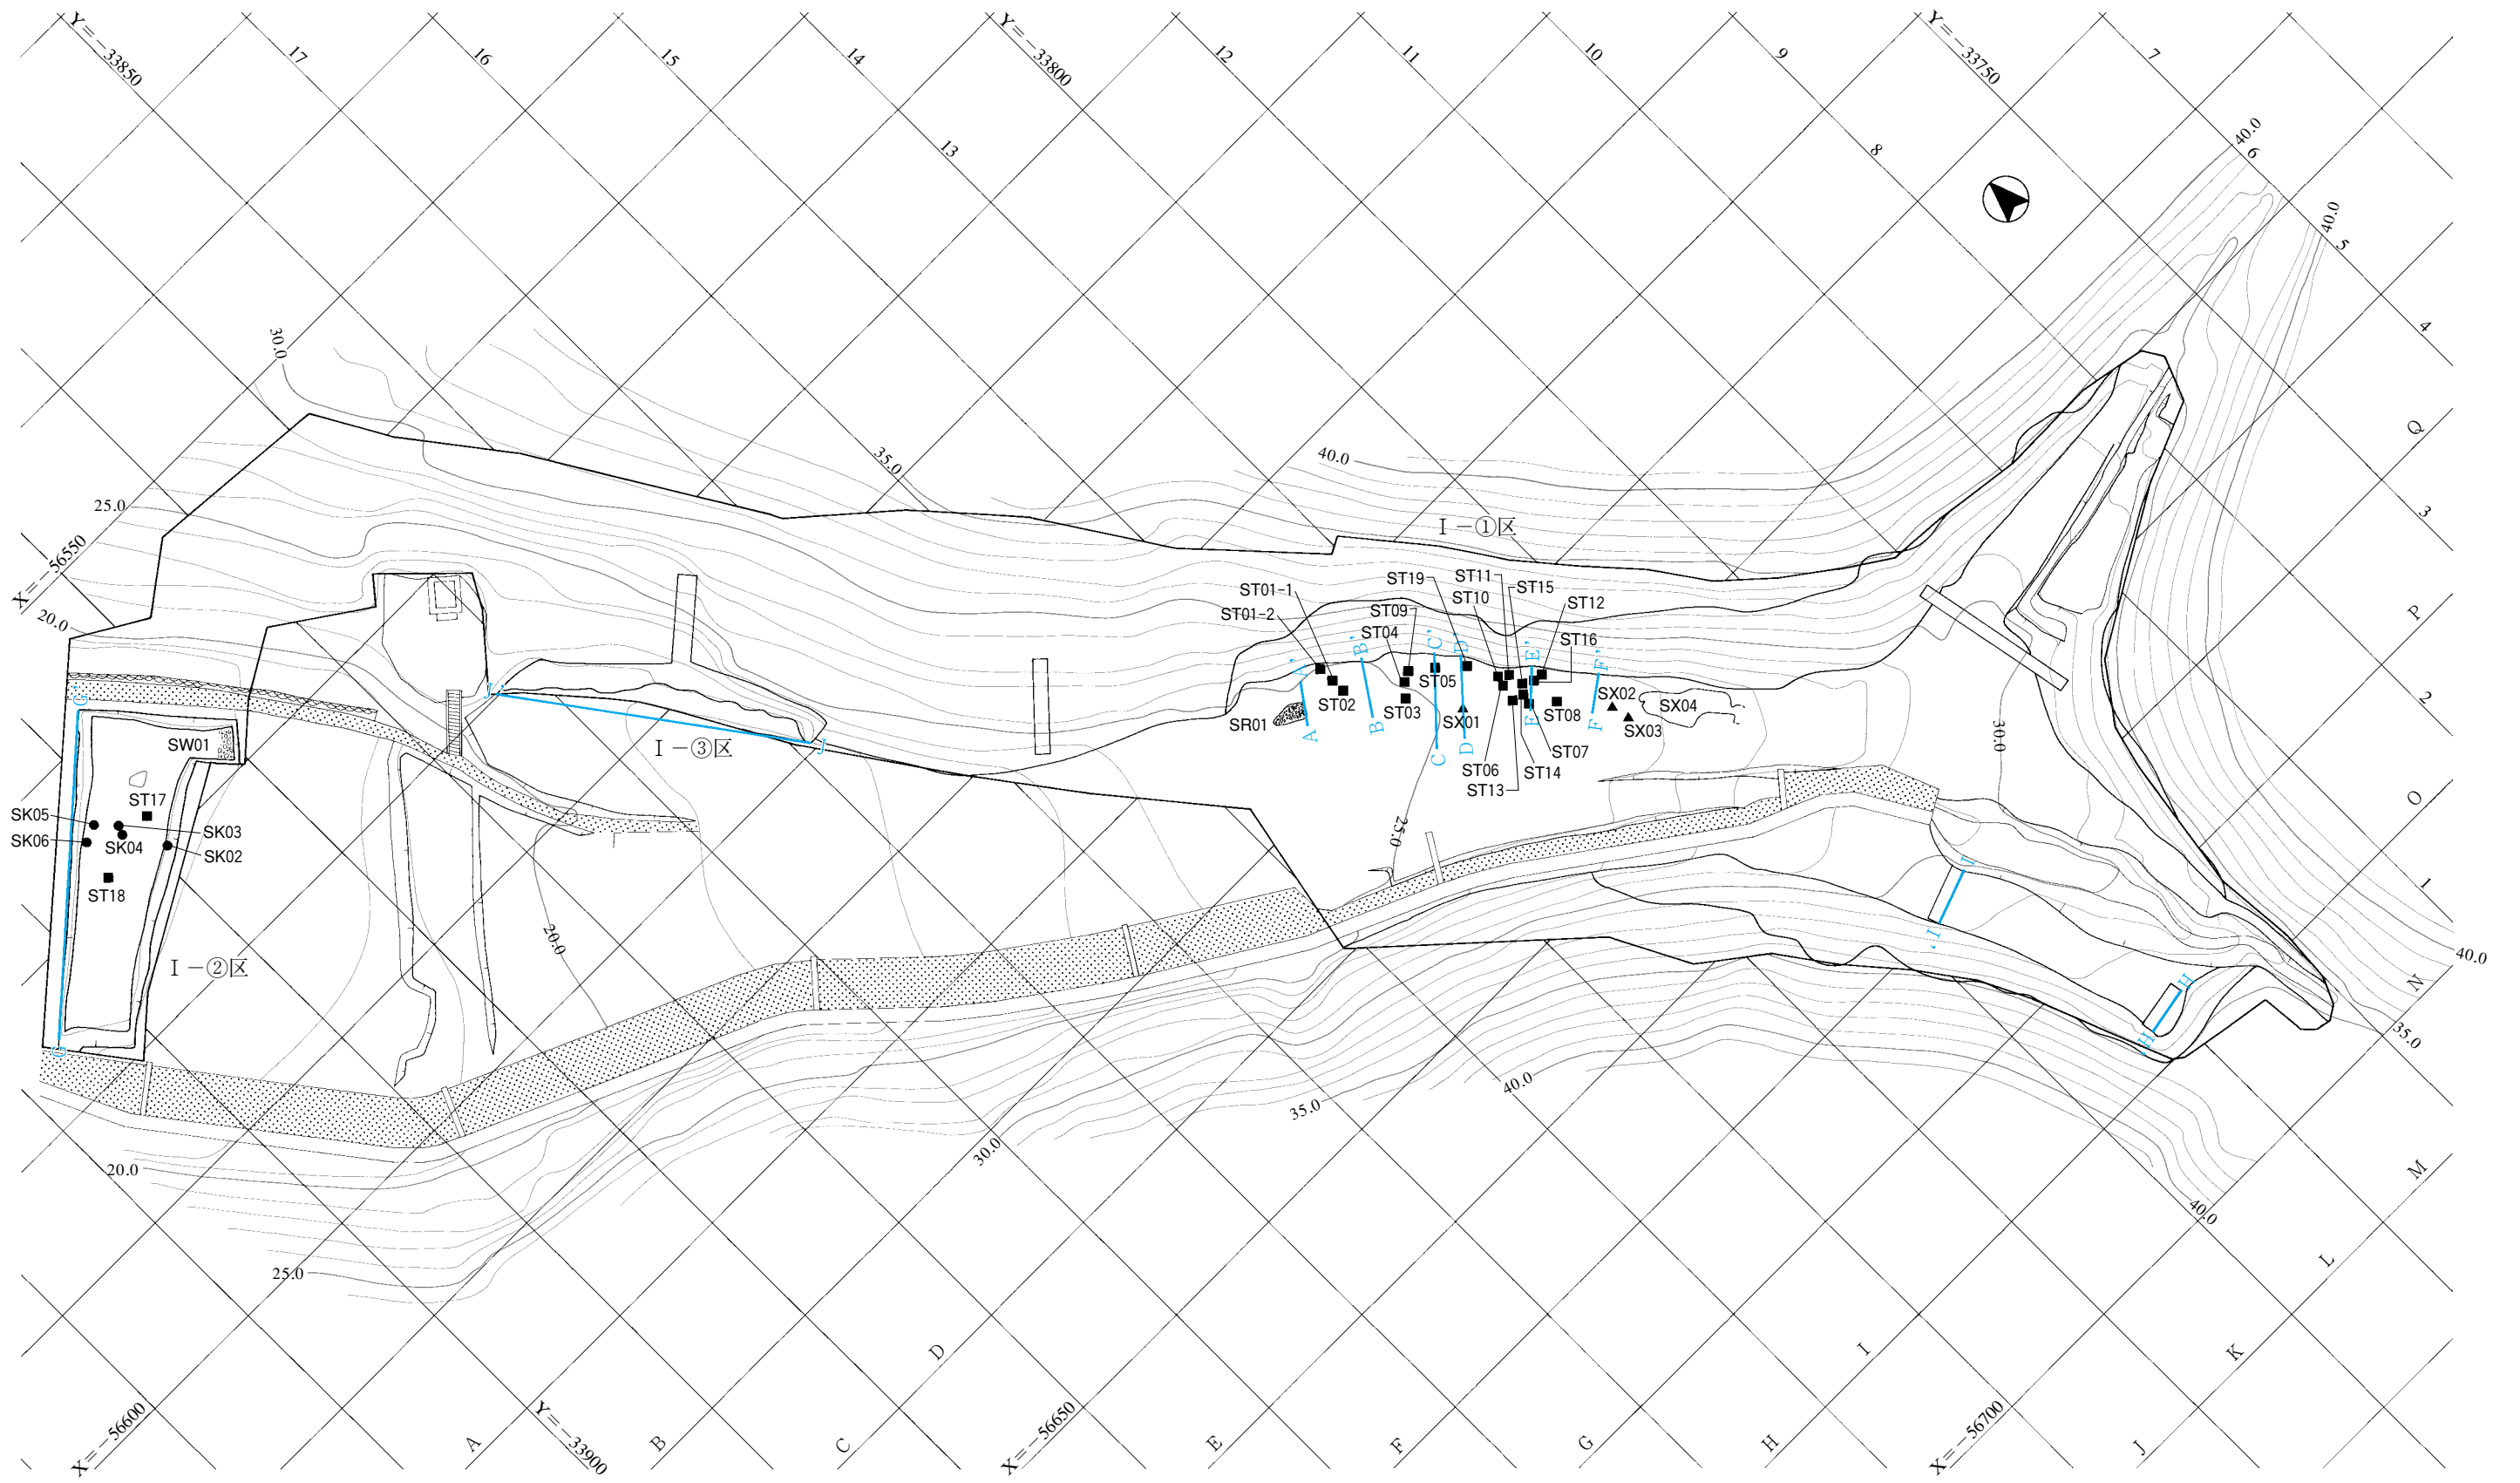 Y=-33850
17
16
15
14
Y=-33800
12
11
10
9
Y=-33750
7
13
8
40.0
6
40.0
5
4
30.0
35.0
40.0
Q
25.0
3
Ⅰ-①区
X=-56550
20.0
ST19
ST11
ST15
ST01-1
ST10
ST12
ST01-2
ST09
ST04
ST16
P
A'
B'
C'
D'
E'
F'
G'
J'
ST02
ST05
ST03
SX02
SX04
2
SR01
SX01
ST08
SX03
A
B
C
D
E
F
30.0
SW01
Ⅰ-③区
J
ST07
ST06
ST14
ST13
O
ST17
SK05
SK03
SK06
SK04
SK02
25.0
ST18
I
1
I'
20.0
40.0
Ⅰ-②区
H
N
G
H'
35.0
40.0
35.0
30.0
20.0
M
40.0
25.0
L
D
I
K
X=-56600
Y=-33900
A
B
C
X=-56650
E
F
G
H
X=-56700
J